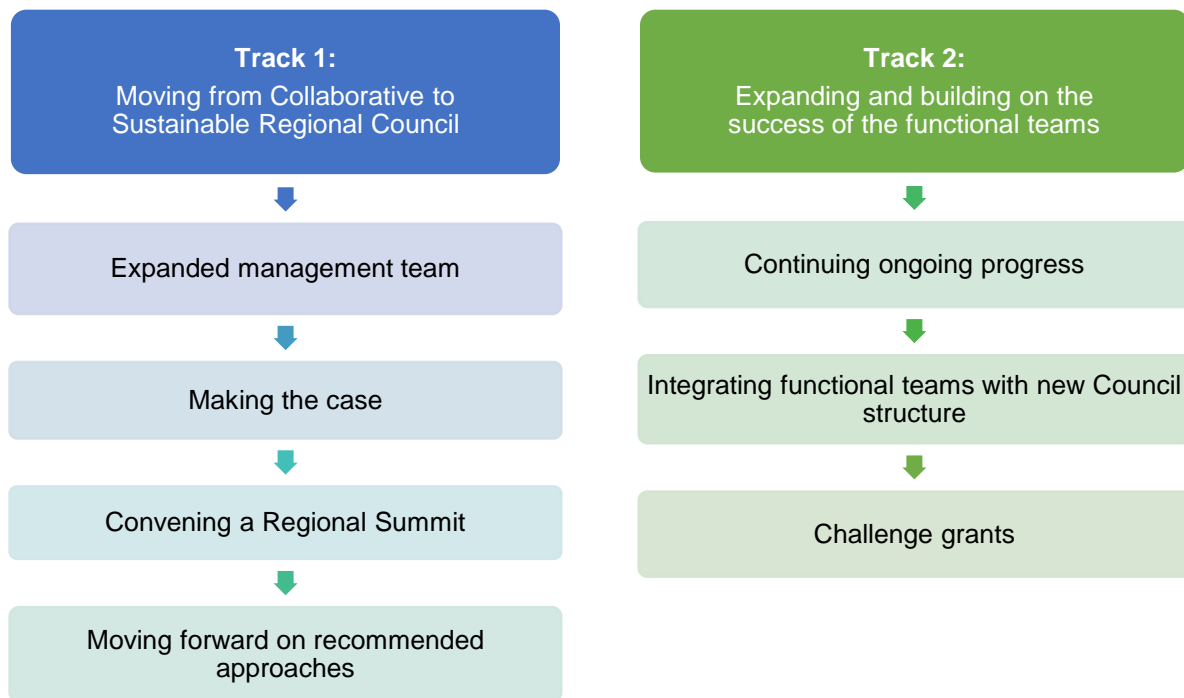 Track 1:
Moving from Collaborative to
Sustainable Regional Council
Expanded management team
Making the case
Convening a Regional Summit
Moving forward on recommended
approaches
Track 2:
Expanding and building on the
success of the functional teams
Continuing ongoing progress
Integrating functional teams with new Council
structure
Challenge grants